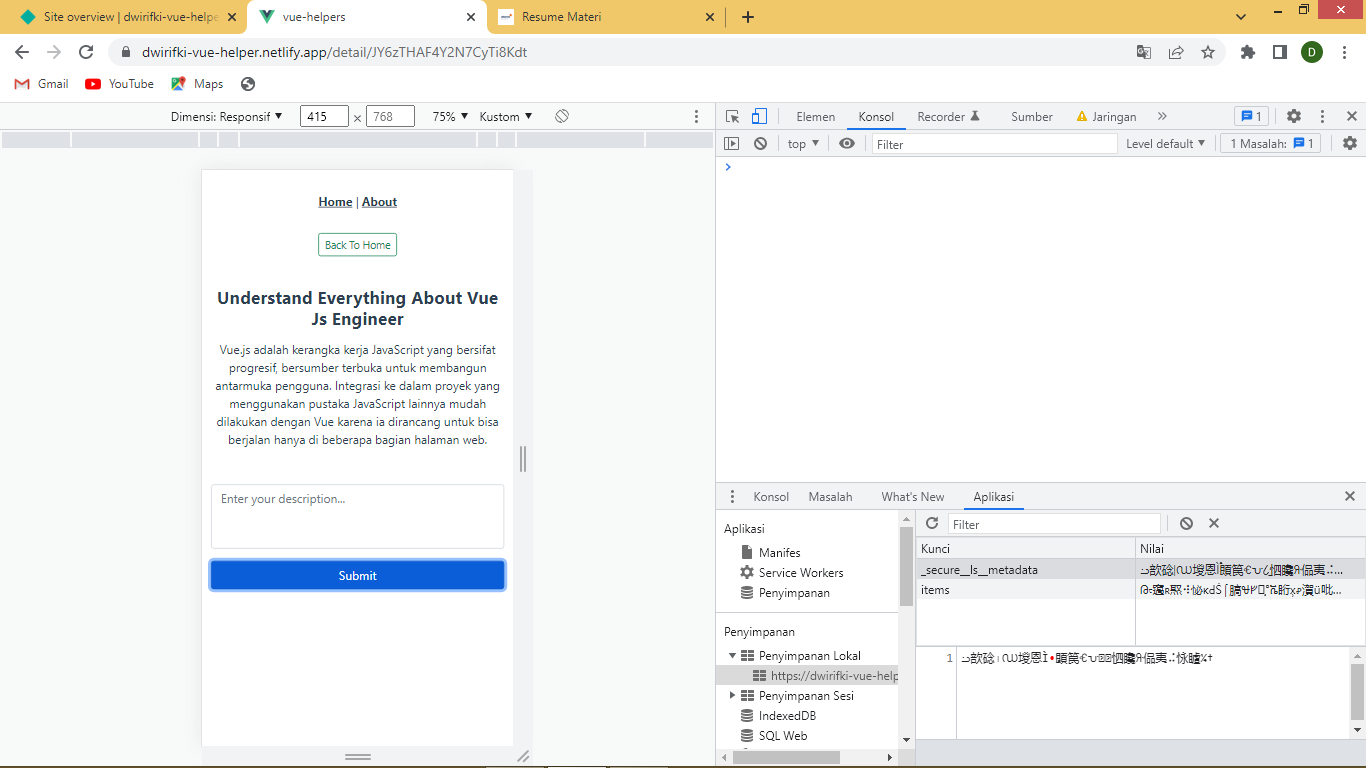 Site overview | dwirifki-vue-helpe
vue-helpers
Resume Materi
dwirifki-vue-helper.netlify.app/detail/JY6zTHAF4Y2N7CyTi8Kdt
D
Gmail
YouTube
Maps
Dimensi: Responsif
415 × 768
75%
Kustom
Elemen
Konsol
Recorder
Sumber
Jaringan
1
top
Filter
Level default
1 Masalah:
1
Home | About
Back To Home
Understand Everything About Vue
Js Engineer
Vue.js adalah kerangka kerja JavaScript yang bersifat
progresif, bersumber terbuka untuk membangun
antarmuka pengguna. Integrasi ke dalam proyek yang
menggunakan pustaka JavaScript lainnya mudah
dilakukan dengan Vue karena ia dirancang untuk bisa
berjalan hanya di beberapa bagian halaman web.
Enter your description...
Submit
Konsol
Masalah
What's New
Aplikasi
Aplikasi
Manifes
Service Workers
Penyimpanan
Penyimpanan
Penyimpanan Lokal
https://dwirifki-vue-help
Penyimpanan Sesi
IndexedDB
SQL Web
Filter
Kunci
Nilai
_secure__ls__metadata
items
1